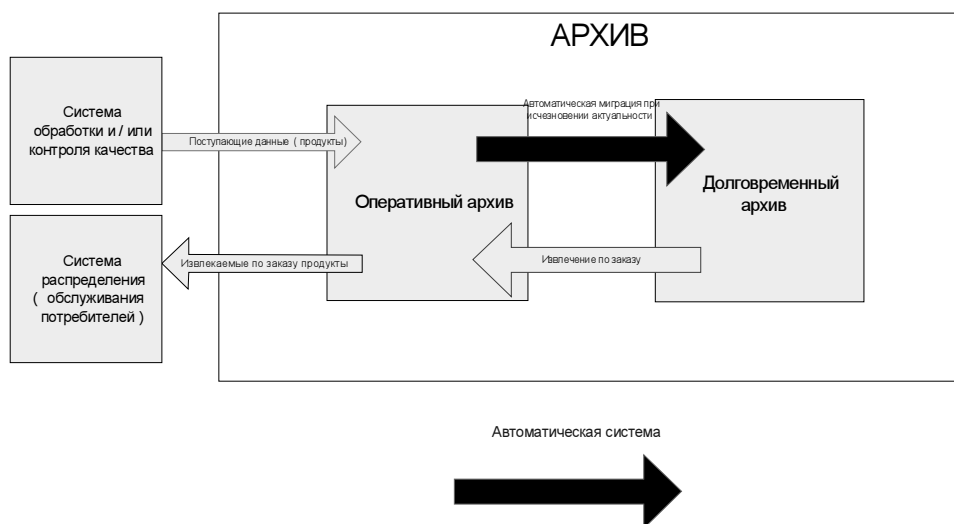 АРХИВ
Система
обработки и / или
контроля качества
Поступающие данные ( продукты)
Автоматическая миграция при
исчезновении актуальности
Оперативный архив
Долговременный
архив
Система
распределения
( обслуживания
потребителей )
Извлекаемые по заказу продукты
Извлечение по заказу
Автоматическая система